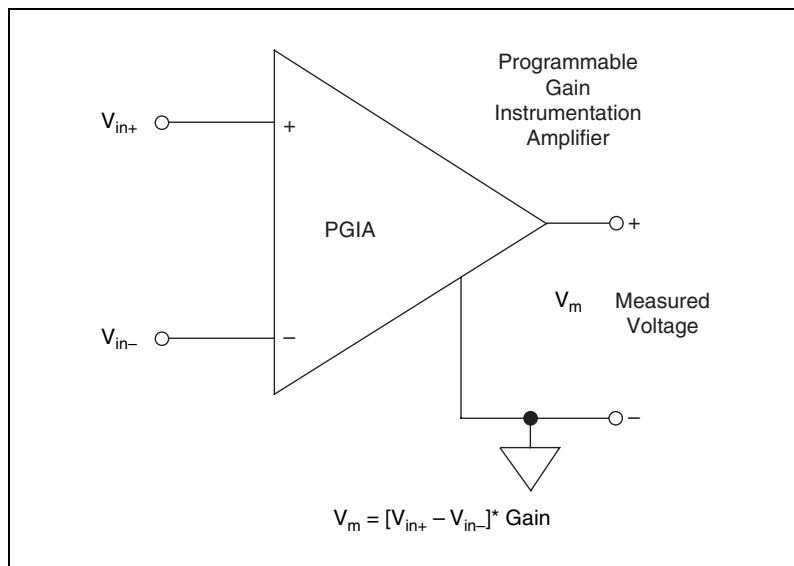 Programmable
Gain
Instrumentation
Amplifier
Vin+
+
PGIA
+
Vm
Measured
Voltage
Vin–
–
–
Vm = [Vin+ – Vin–]* Gain